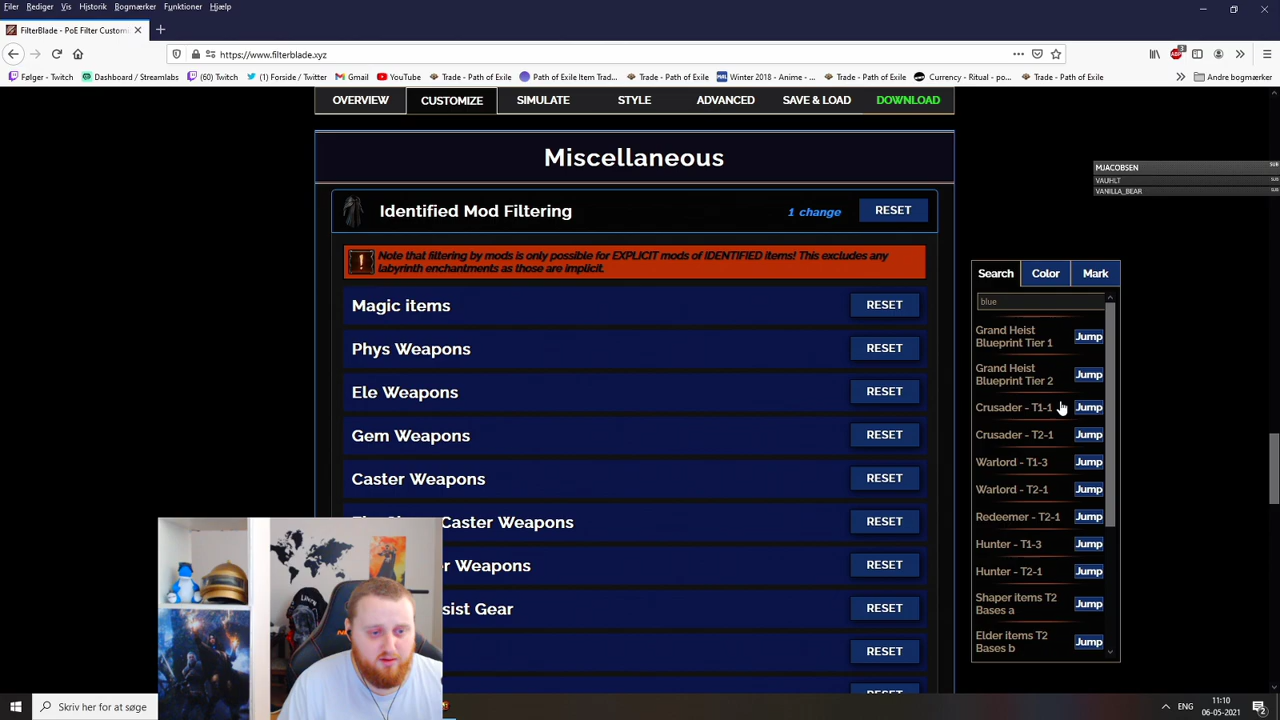 Filer Rediger Vis Historik Bogmærker Funktioner Hjælp
FilterBlade - PoE Filter Customi
https://www.filterblade.xyz
Følger - Twitch Dashboard / Streamlabs (60) Twitch (1) Forside / Twitter Gmail YouTube Trade - Path of Exile Path of Exile Item Trad... Trade - Path of Exile Winter 2018 - Anime - ... Trade - Path of Exile Currency - Ritual - po... Trade - Path of Exile Andre bogmærker
OVERVIEW CUSTOMIZE SIMULATE STYLE ADVANCED SAVE & LOAD DOWNLOAD
Miscellaneous
MJACOBSEN SUB
VAUHLT SUB
VANILLA_BEAR SUB
Identified Mod Filtering 1 change RESET
Note that filtering by mods is only possible for EXPLICIT mods of IDENTIFIED items! This excludes any
labyrinth enchantments as those are implicit.
Magic items RESET
Phys Weapons RESET
Ele Weapons RESET
Gem Weapons RESET
Caster Weapons RESET
Caster Weapons RESET
er Weapons RESET
sist Gear RESET
RESET
RESET
Search Color Mark
blue
Grand Heist
Blueprint Tier 1 Jump
Grand Heist
Blueprint Tier 2 Jump
Crusader - T1-1 Jump
Crusader - T2-1 Jump
Warlord - T1-3 Jump
Warlord - T2-1 Jump
Redeemer - T2-1 Jump
Hunter - T1-3 Jump
Hunter - T2-1 Jump
Shaper items T2
Bases a Jump
Elder items T2
Bases b Jump
Skriv her for at søge
ENG 11:10
06-05-2021
2